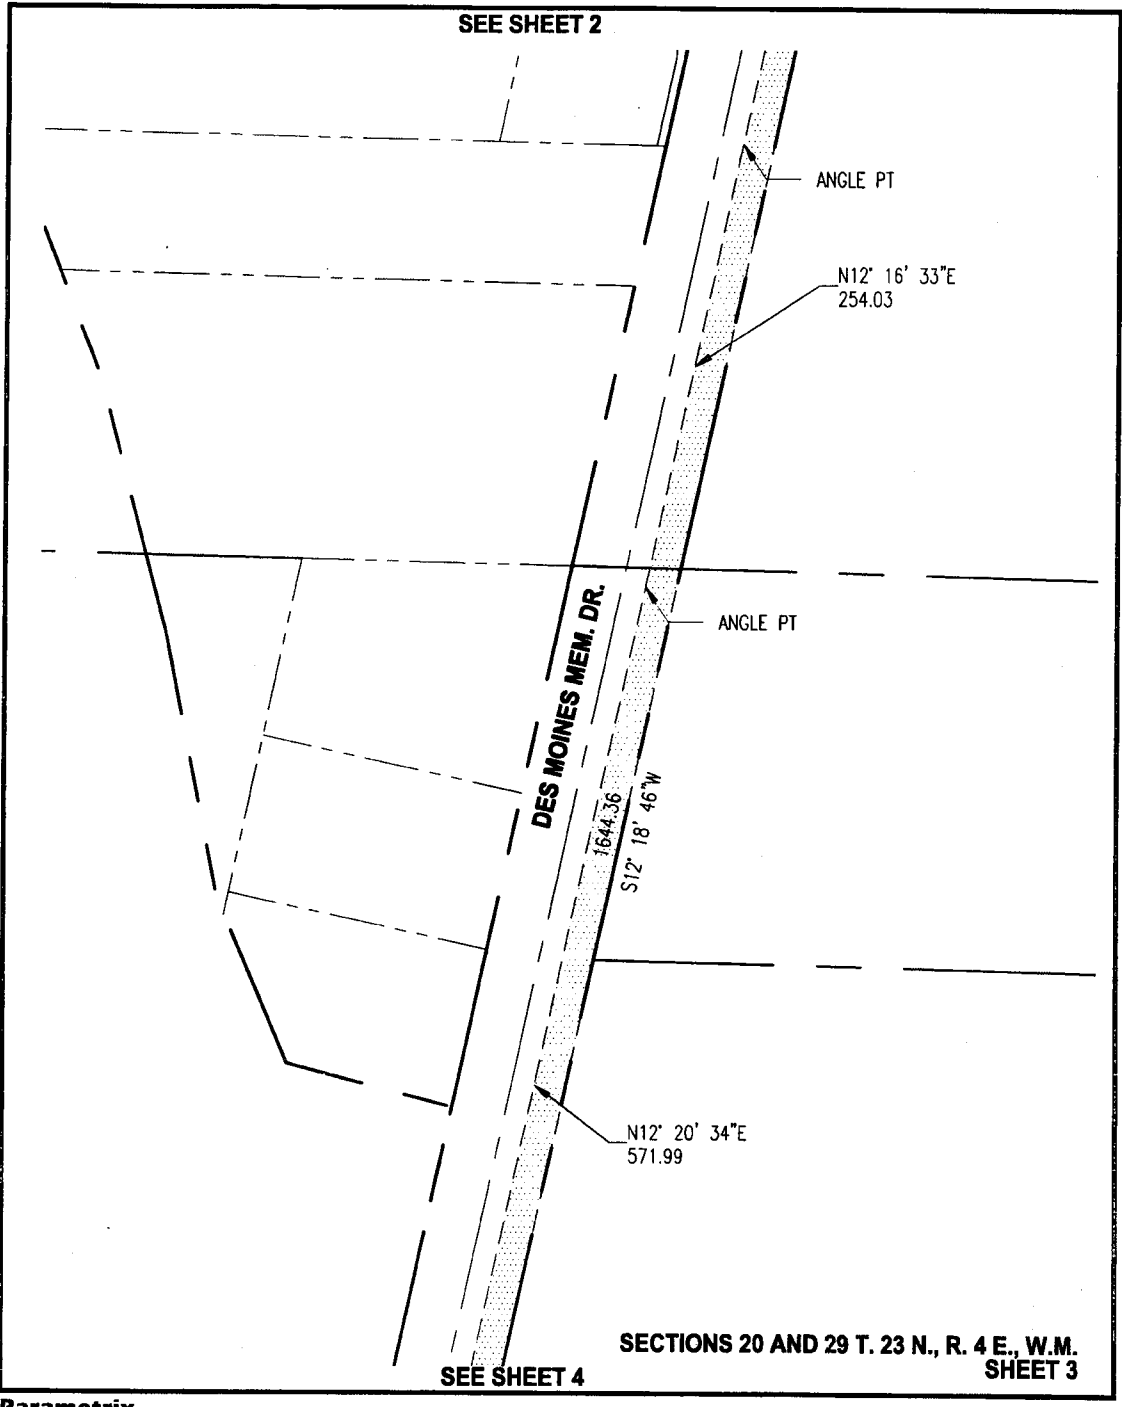 SEE SHEET 2
ANGLE PT
N12° 16' 33"E
254.03
ANGLE PT
DES MOINES MEM. DR.
1644.36
S12° 18' 46"W
N12° 20' 34"E
571.99
SECTIONS 20 AND 29 T. 23 N., R. 4 E., W.M.
SHEET 3
SEE SHEET 4
Parametrix